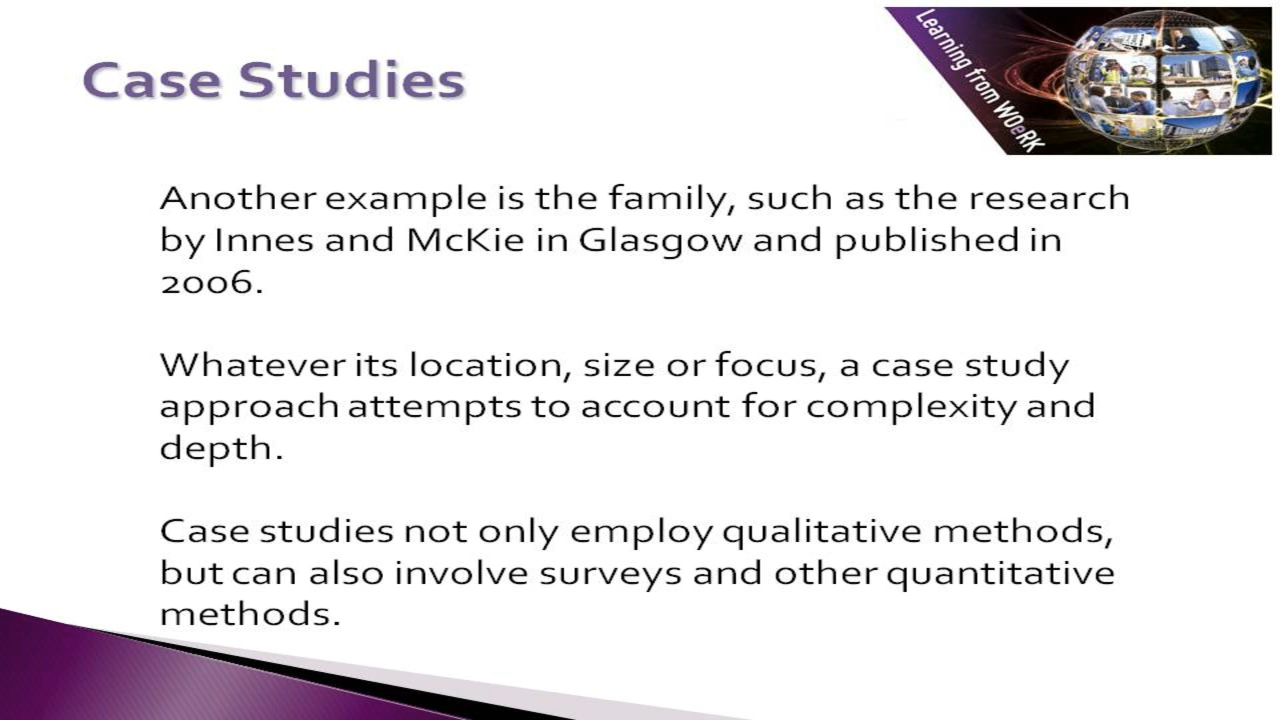 Case Studies
Learning from WOeRK
Another example is the family, such as the research
by Innes and McKie in Glasgow and published in
2006.
Whatever its location, size or focus, a case study
approach attempts to account for complexity and
depth.
Case studies not only employ qualitative methods,
but can also involve surveys and other quantitative
methods.